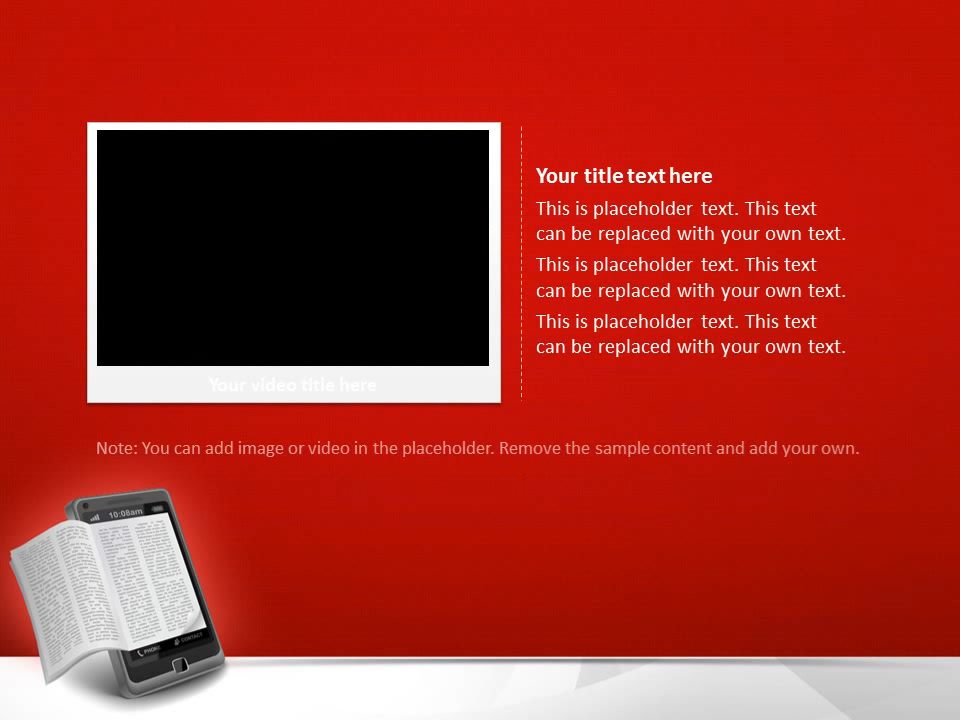 Your title text here
This is placeholder text. This text
can be replaced with your own text.
This is placeholder text. This text
can be replaced with your own text.
This is placeholder text. This text
can be replaced with your own text.
Your video title here
Note: You can add image or video in the placeholder. Remove the sample content and add your own.
10:08am
PHONE
CONTACT